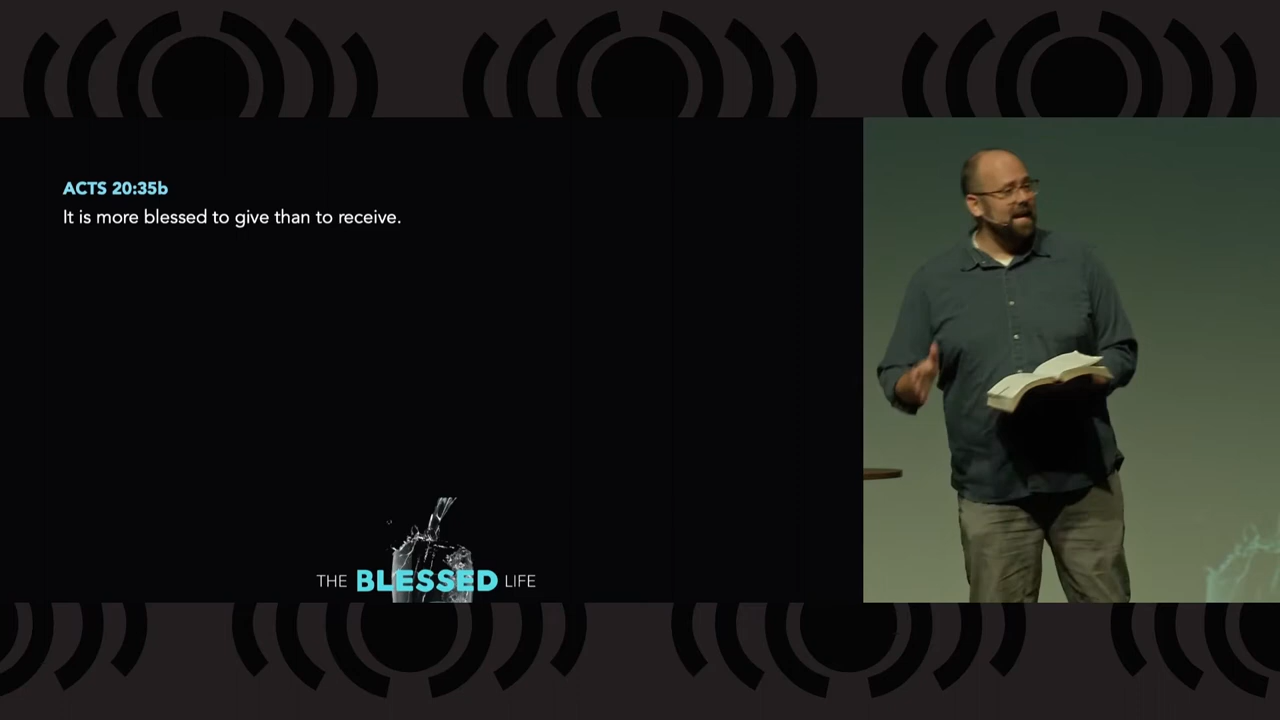 ACTS 20:35b
It is more blessed to give than to receive.
THE BLESSED LIFE